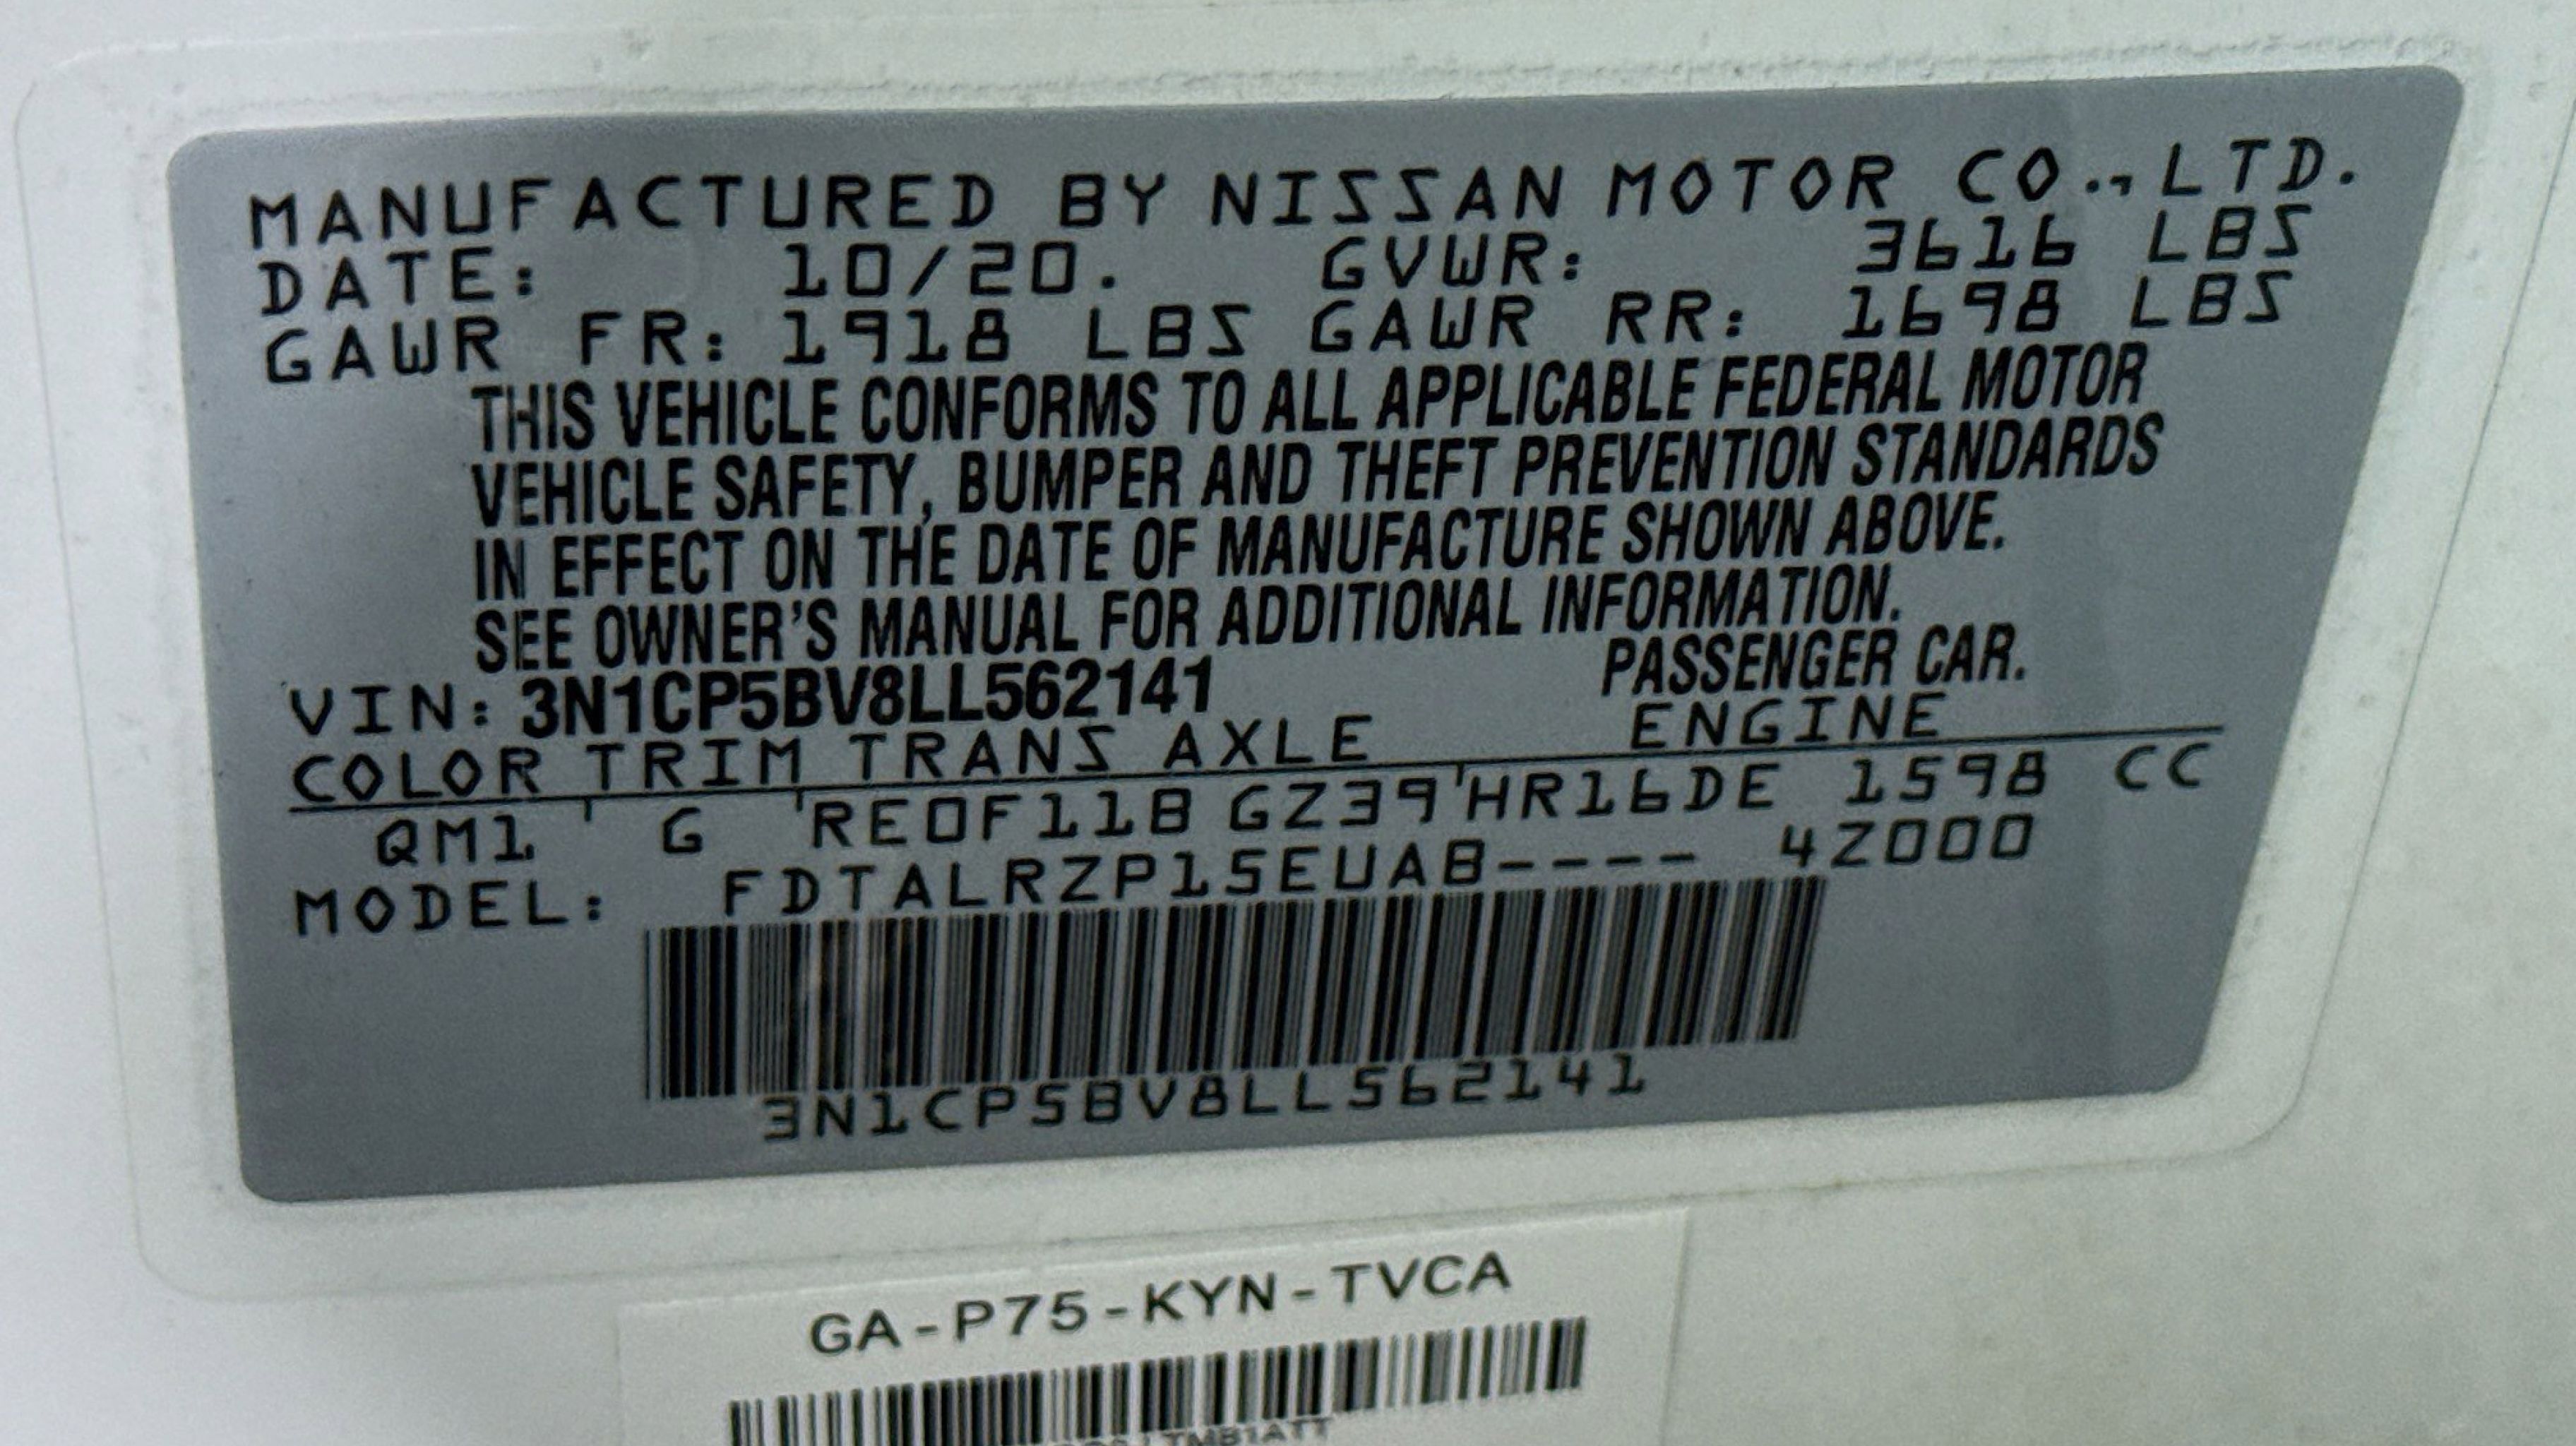 MANUFACTURED BY NISSAN MOTOR CO.,LTD.
DATE: 10/20. GVWR: 3616 LBS
GAWR FR: 1918 LBS GAWR RR: 1698 LBS
THIS VEHICLE CONFORMS TO ALL APPLICABLE FEDERAL MOTOR
VEHICLE SAFETY, BUMPER AND THEFT PREVENTION STANDARDS
IN EFFECT ON THE DATE OF MANUFACTURE SHOWN ABOVE.
SEE OWNER'S MANUAL FOR ADDITIONAL INFORMATION.
PASSENGER CAR.
VIN: 3N1CP5BV8LL562141
COLOR TRIM TRANS AXLE ENGINE
QM1 G RE0F11B GZ39 HR16DE 1598 CC
MODEL: FDTALRZP15EUAB---- 4Z000
3N1CP5BV8LL562141
GA-P75-KYN-TVCA